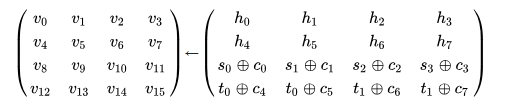 v₀ v₁ v₂ v₃ h₀ h₁ h₂ h₃
v₄ v₅ v₆ v₇ ← h₄ h₅ h₆ h₇
v₈ v₉ v₁₀ v₁₁ s₀ ⊕ c₀ s₁ ⊕ c₁ s₂ ⊕ c₂ s₃ ⊕ c₃
v₁₂ v₁₃ v₁₄ v₁₅ t₀ ⊕ c₄ t₀ ⊕ c₅ t₁ ⊕ c₆ t₁ ⊕ c₇